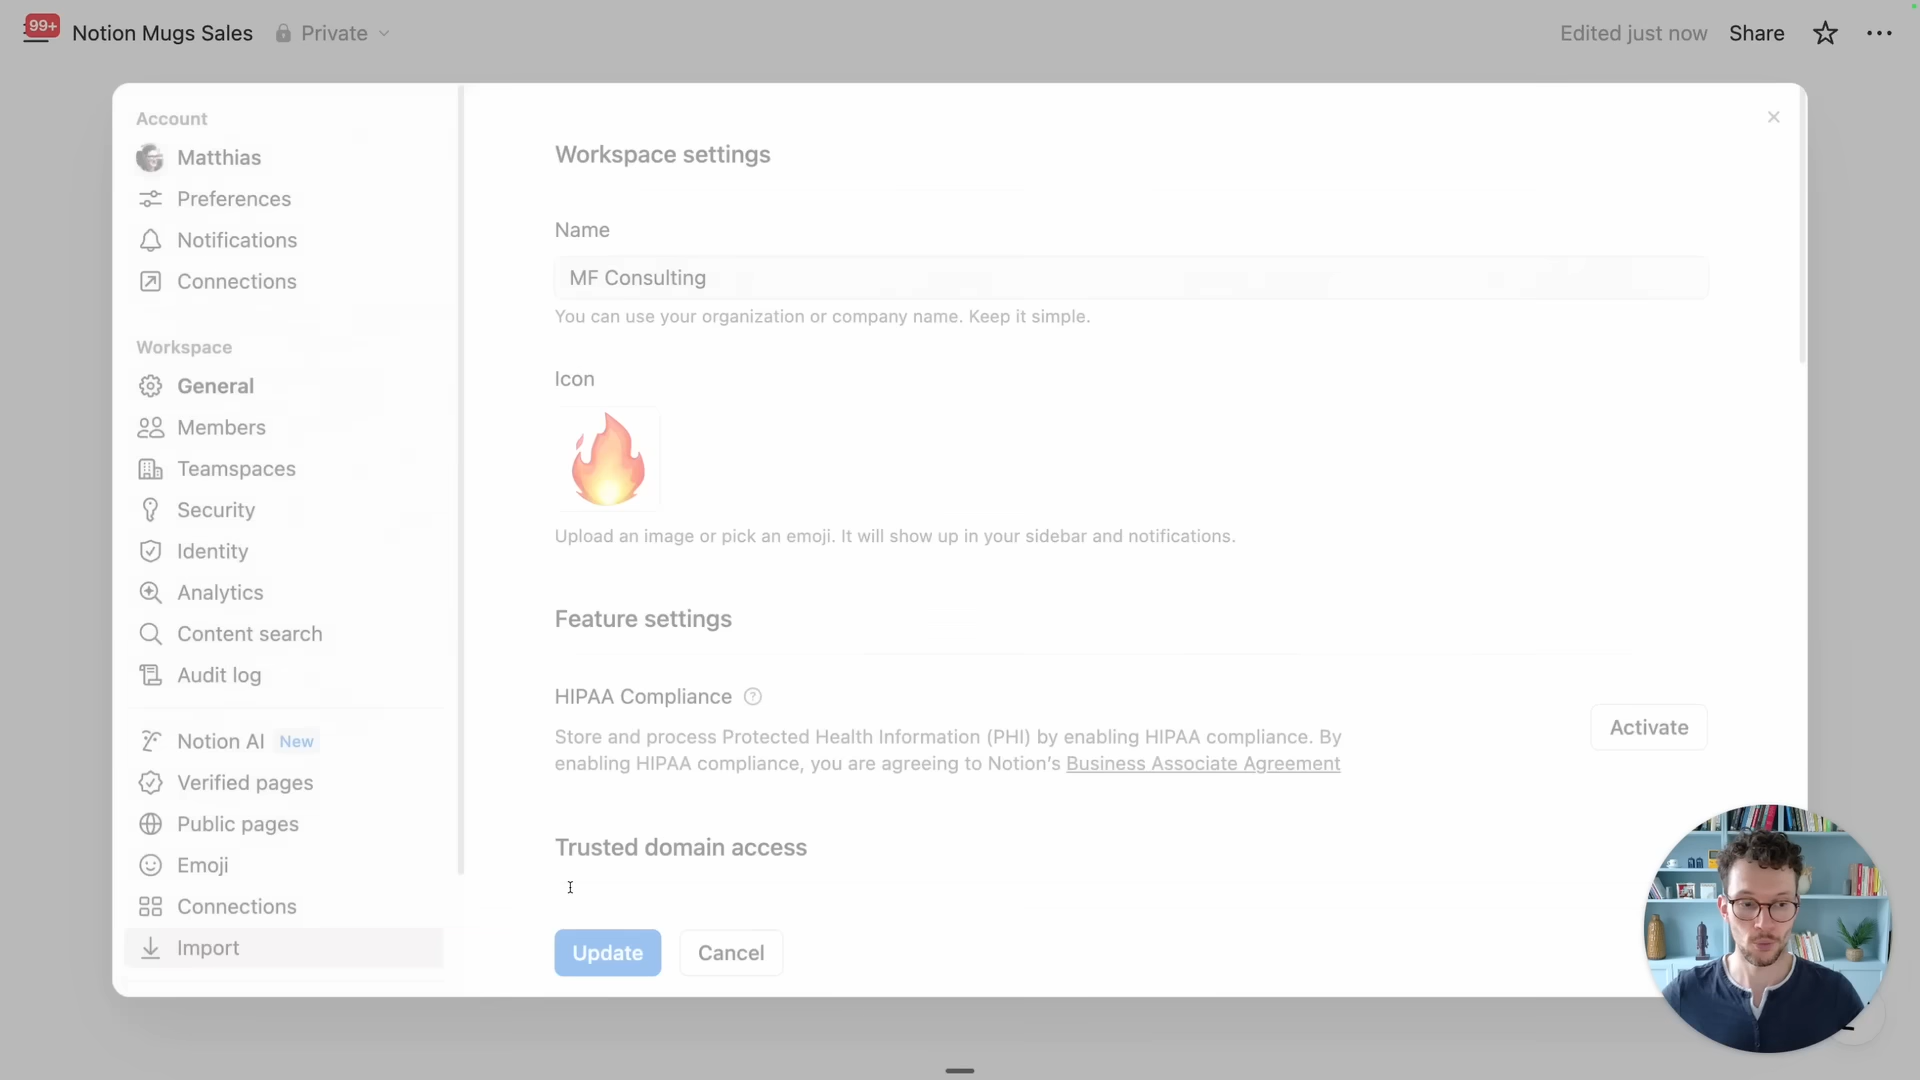 99+
Notion Mugs Sales
Private
Edited just now
Share
Account
Matthias
Preferences
Notifications
Connections
Workspace
General
Members
Teamspaces
Security
Identity
Analytics
Content search
Audit log
Notion AI New
Verified pages
Public pages
Emoji
Connections
Import
Workspace settings
Name
MF Consulting
You can use your organization or company name. Keep it simple.
Icon
Upload an image or pick an emoji. It will show up in your sidebar and notifications.
Feature settings
HIPAA Compliance
Store and process Protected Health Information (PHI) by enabling HIPAA compliance. By
enabling HIPAA compliance, you are agreeing to Notion’s Business Associate Agreement
Activate
Trusted domain access
Update
Cancel